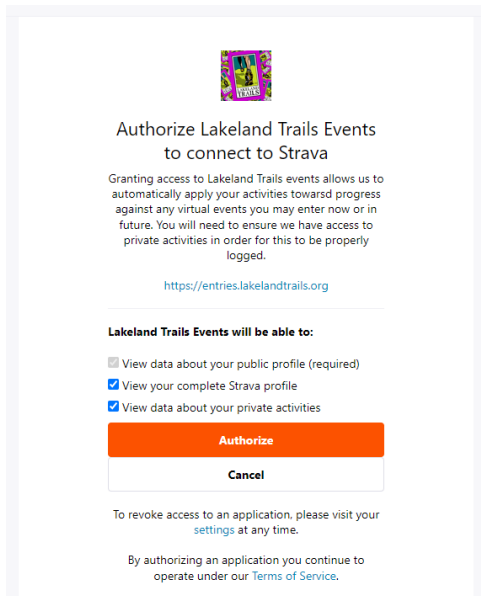 LAKELAND
TRAILS
Authorize Lakeland Trails Events
to connect to Strava
Granting access to Lakeland Trails events allows us to
automatically apply your activities towarsd progress
against any virtual events you may enter now or in
future. You will need to ensure we have access to
private activities in order for this to be properly
logged.
https://entries.lakelandtrails.org
Lakeland Trails Events will be able to:
View data about your public profile (required)
View your complete Strava profile
View data about your private activities
Authorize
Cancel
To revoke access to an application, please visit your
settings at any time.
By authorizing an application you continue to
operate under our Terms of Service.